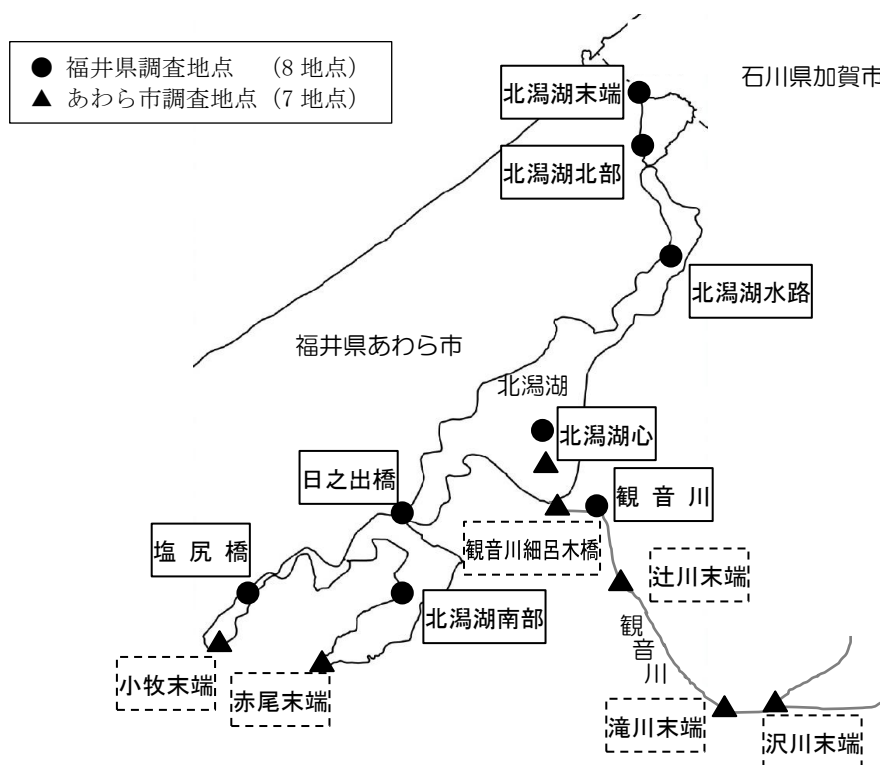 ● 福井県調査地点 (8 地点)
▲ あわら市調査地点 (7 地点)
石川県加賀市
北潟湖末端
北潟湖北部
北潟湖水路
福井県あわら市
北潟湖
北潟湖心
日之出橋
観音川
塩尻橋
観音川細呂木橋
辻川末端
北潟湖南部
観音川
小牧末端
赤尾末端
滝川末端
沢川末端